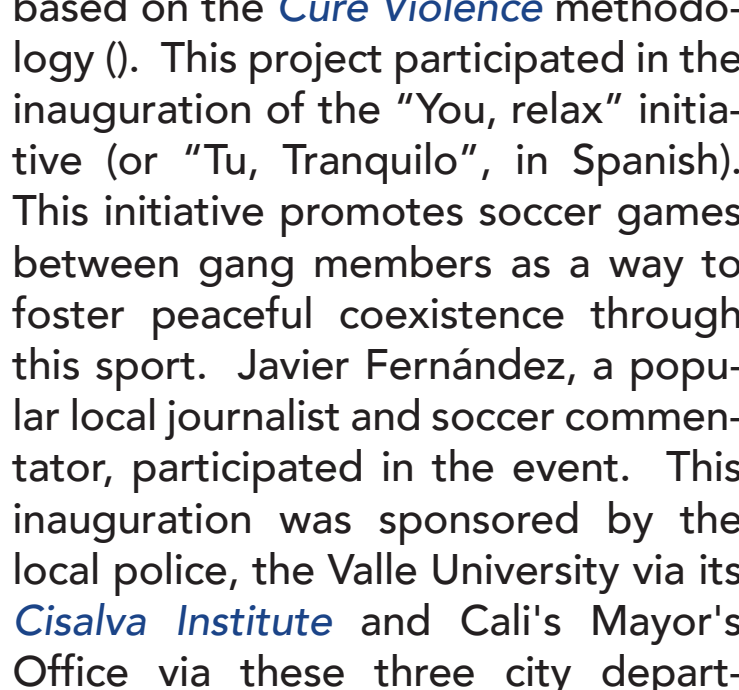 based on the Cure Violence methodo-
logy (). This project participated in the
inauguration of the “You, relax” initia-
tive (or “Tu, Tranquilo”, in Spanish).
This initiative promotes soccer games
between gang members as a way to
foster peaceful coexistence through
this sport. Javier Fernández, a popu-
lar local journalist and soccer commen-
tator, participated in the event. This
inauguration was sponsored by the
local police, the Valle University via its
Cisalva Institute and Cali's Mayor's
Office via these three city depart-